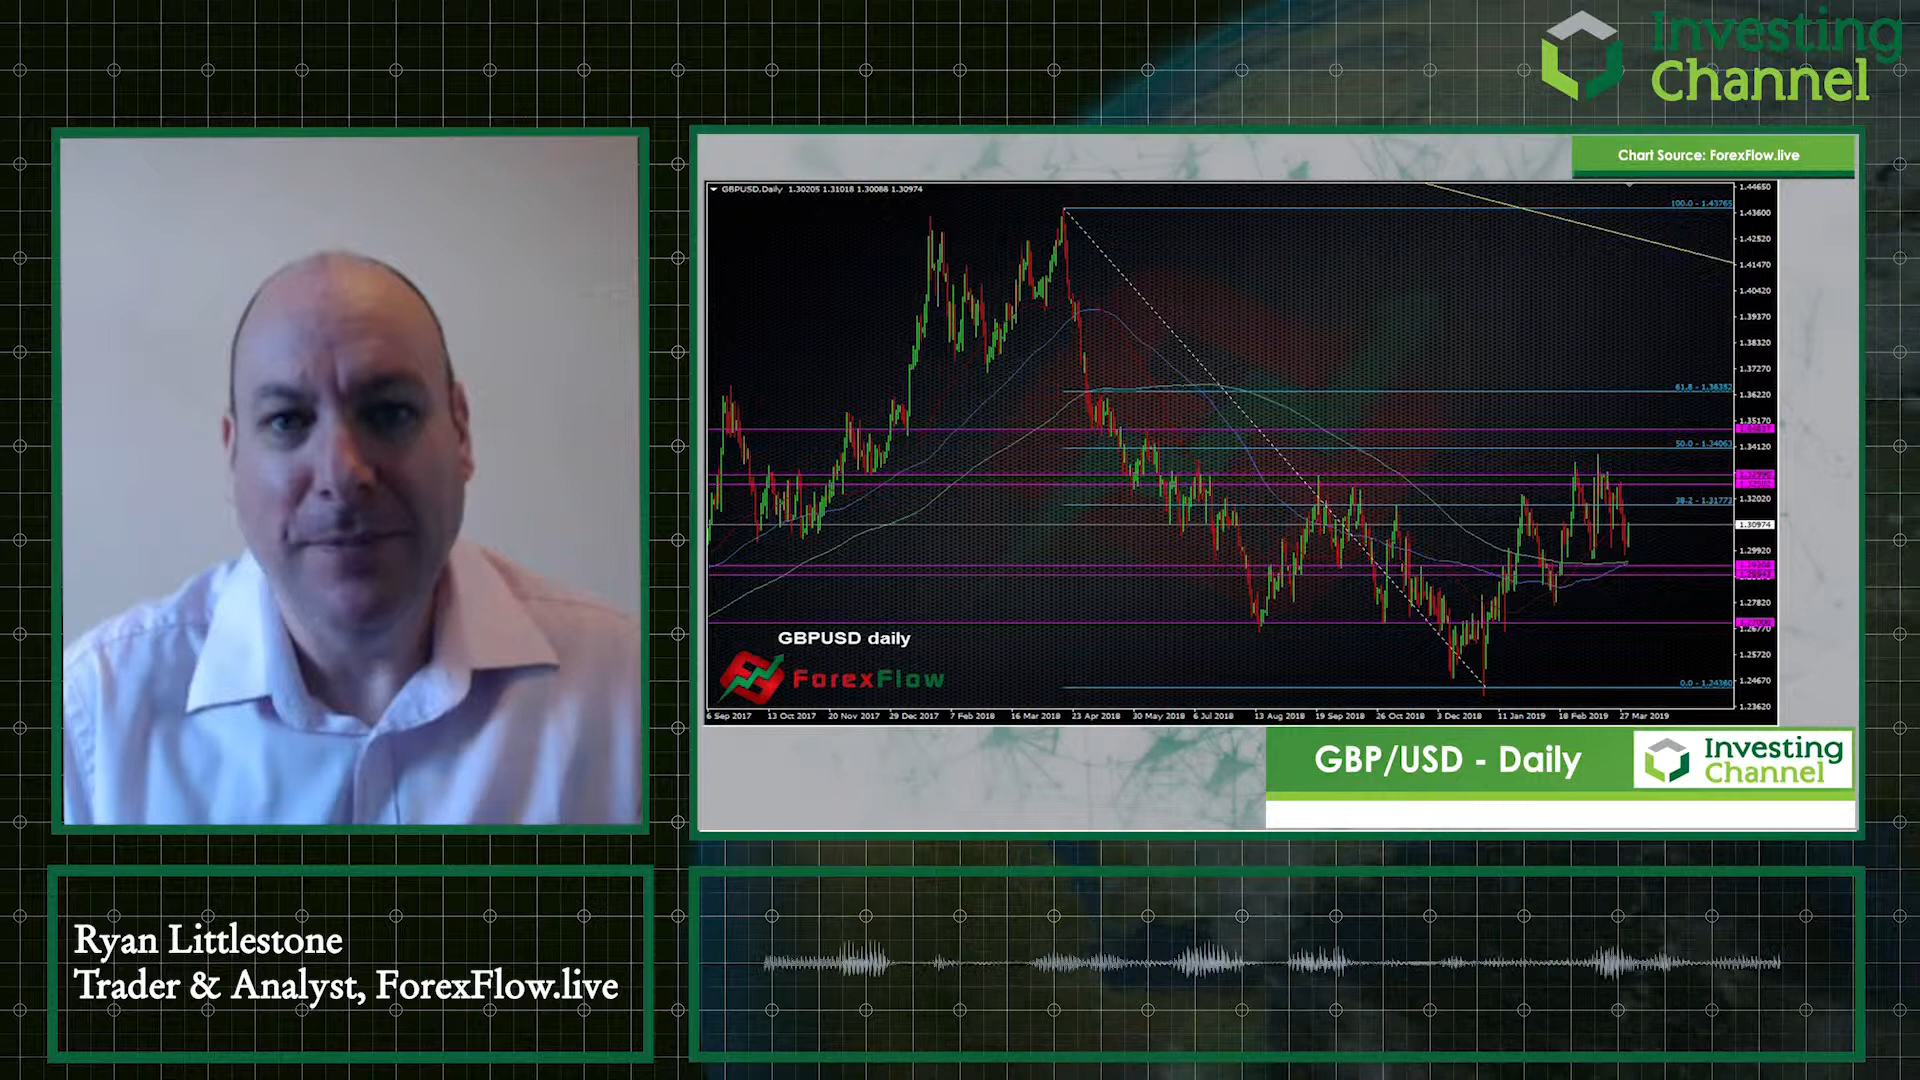 Investing
Channel
Chart Source: ForexFlow.live
GBPUSD,Daily 1.30205 1.31018 1.30088 1.30974
1.44650
100.0 - 1.43765
1.43600
1.42520
1.41470
1.40420
1.39370
1.38320
1.37270
61.8 - 1.36352
1.36220
1.35170
50.0 - 1.34063
1.34120
38.2 - 1.31773
1.32020
1.30974
1.29920
1.27820
1.26770
1.25720
0.0 - 1.24360
1.24670
1.23620
GBPUSD daily
ForexFlow
6 Sep 2017 13 Oct 2017 20 Nov 2017 29 Dec 2017 7 Feb 2018 16 Mar 2018 23 Apr 2018 30 May 2018 6 Jul 2018 13 Aug 2018 19 Sep 2018 26 Oct 2018 3 Dec 2018 11 Jan 2019 18 Feb 2019 27 Mar 2019
GBP/USD - Daily
Investing
Channel
Ryan Littlestone
Trader & Analyst, ForexFlow.live